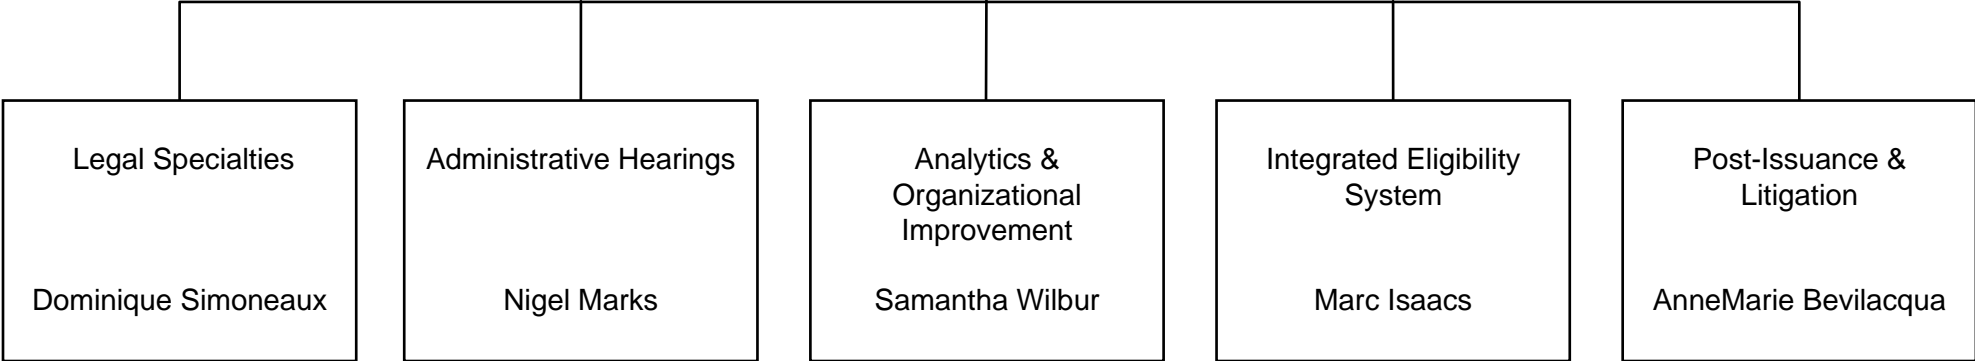 Legal Specialties
Dominique Simoneaux
Administrative Hearings
Nigel Marks
Analytics &
Organizational
Improvement
Samantha Wilbur
Integrated Eligibility
System
Marc Isaacs
Post-Issuance &
Litigation
AnneMarie Bevilacqua